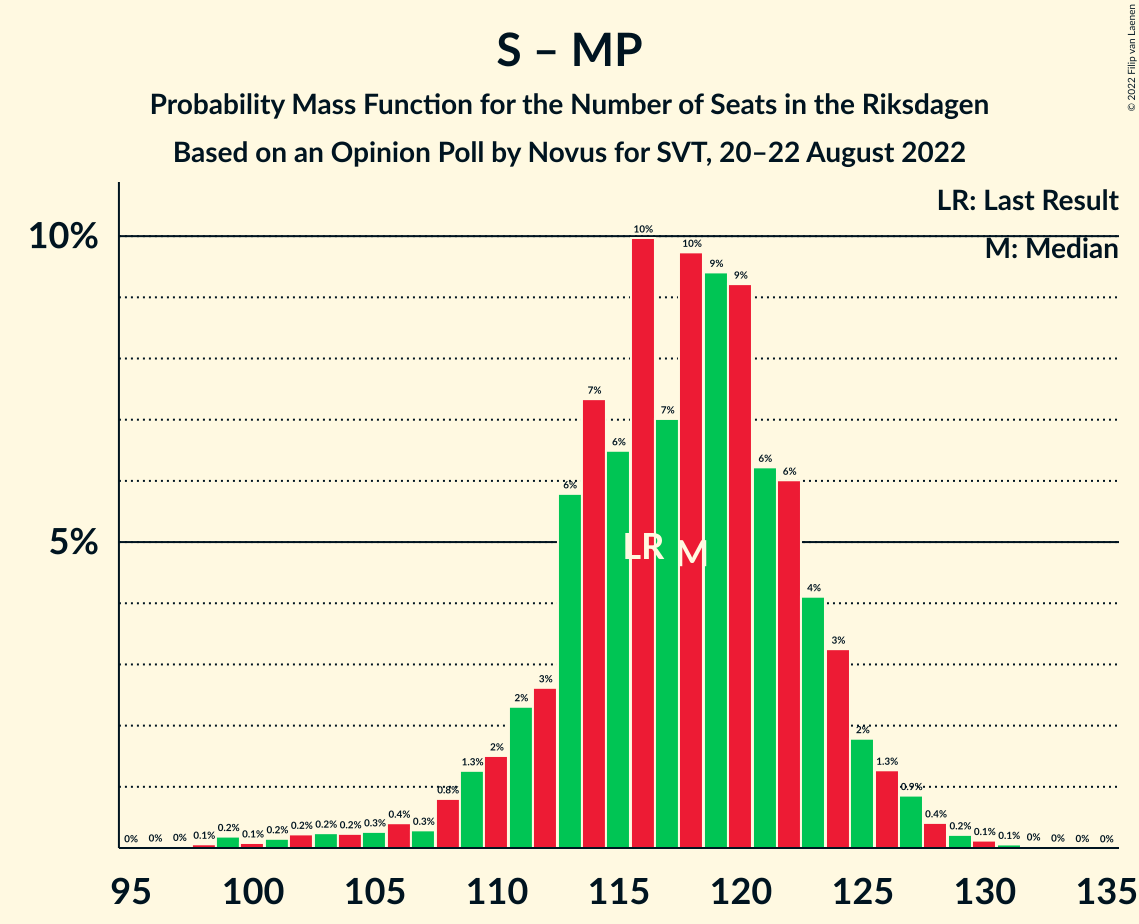 S – MP
Probability Mass Function for the Number of Seats in the Riksdagen
Based on an Opinion Poll by Novus for SVT, 20–22 August 2022
© 2022 Filip van Laenen
LR: Last Result
M: Median
10%
5%
0% 0% 0% 0.1% 0.2% 0.1% 0.2% 0.2% 0.2% 0.2% 0.3% 0.4% 0.3% 0.8% 1.3% 2% 2% 3% 6% 7% 6% 10% 7% 10% 9% 9% 6% 6% 4% 3% 2% 1.3% 0.9% 0.4% 0.2% 0.1% 0.1% 0% 0% 0% 0%
LR M
95 100 105 110 115 120 125 130 135